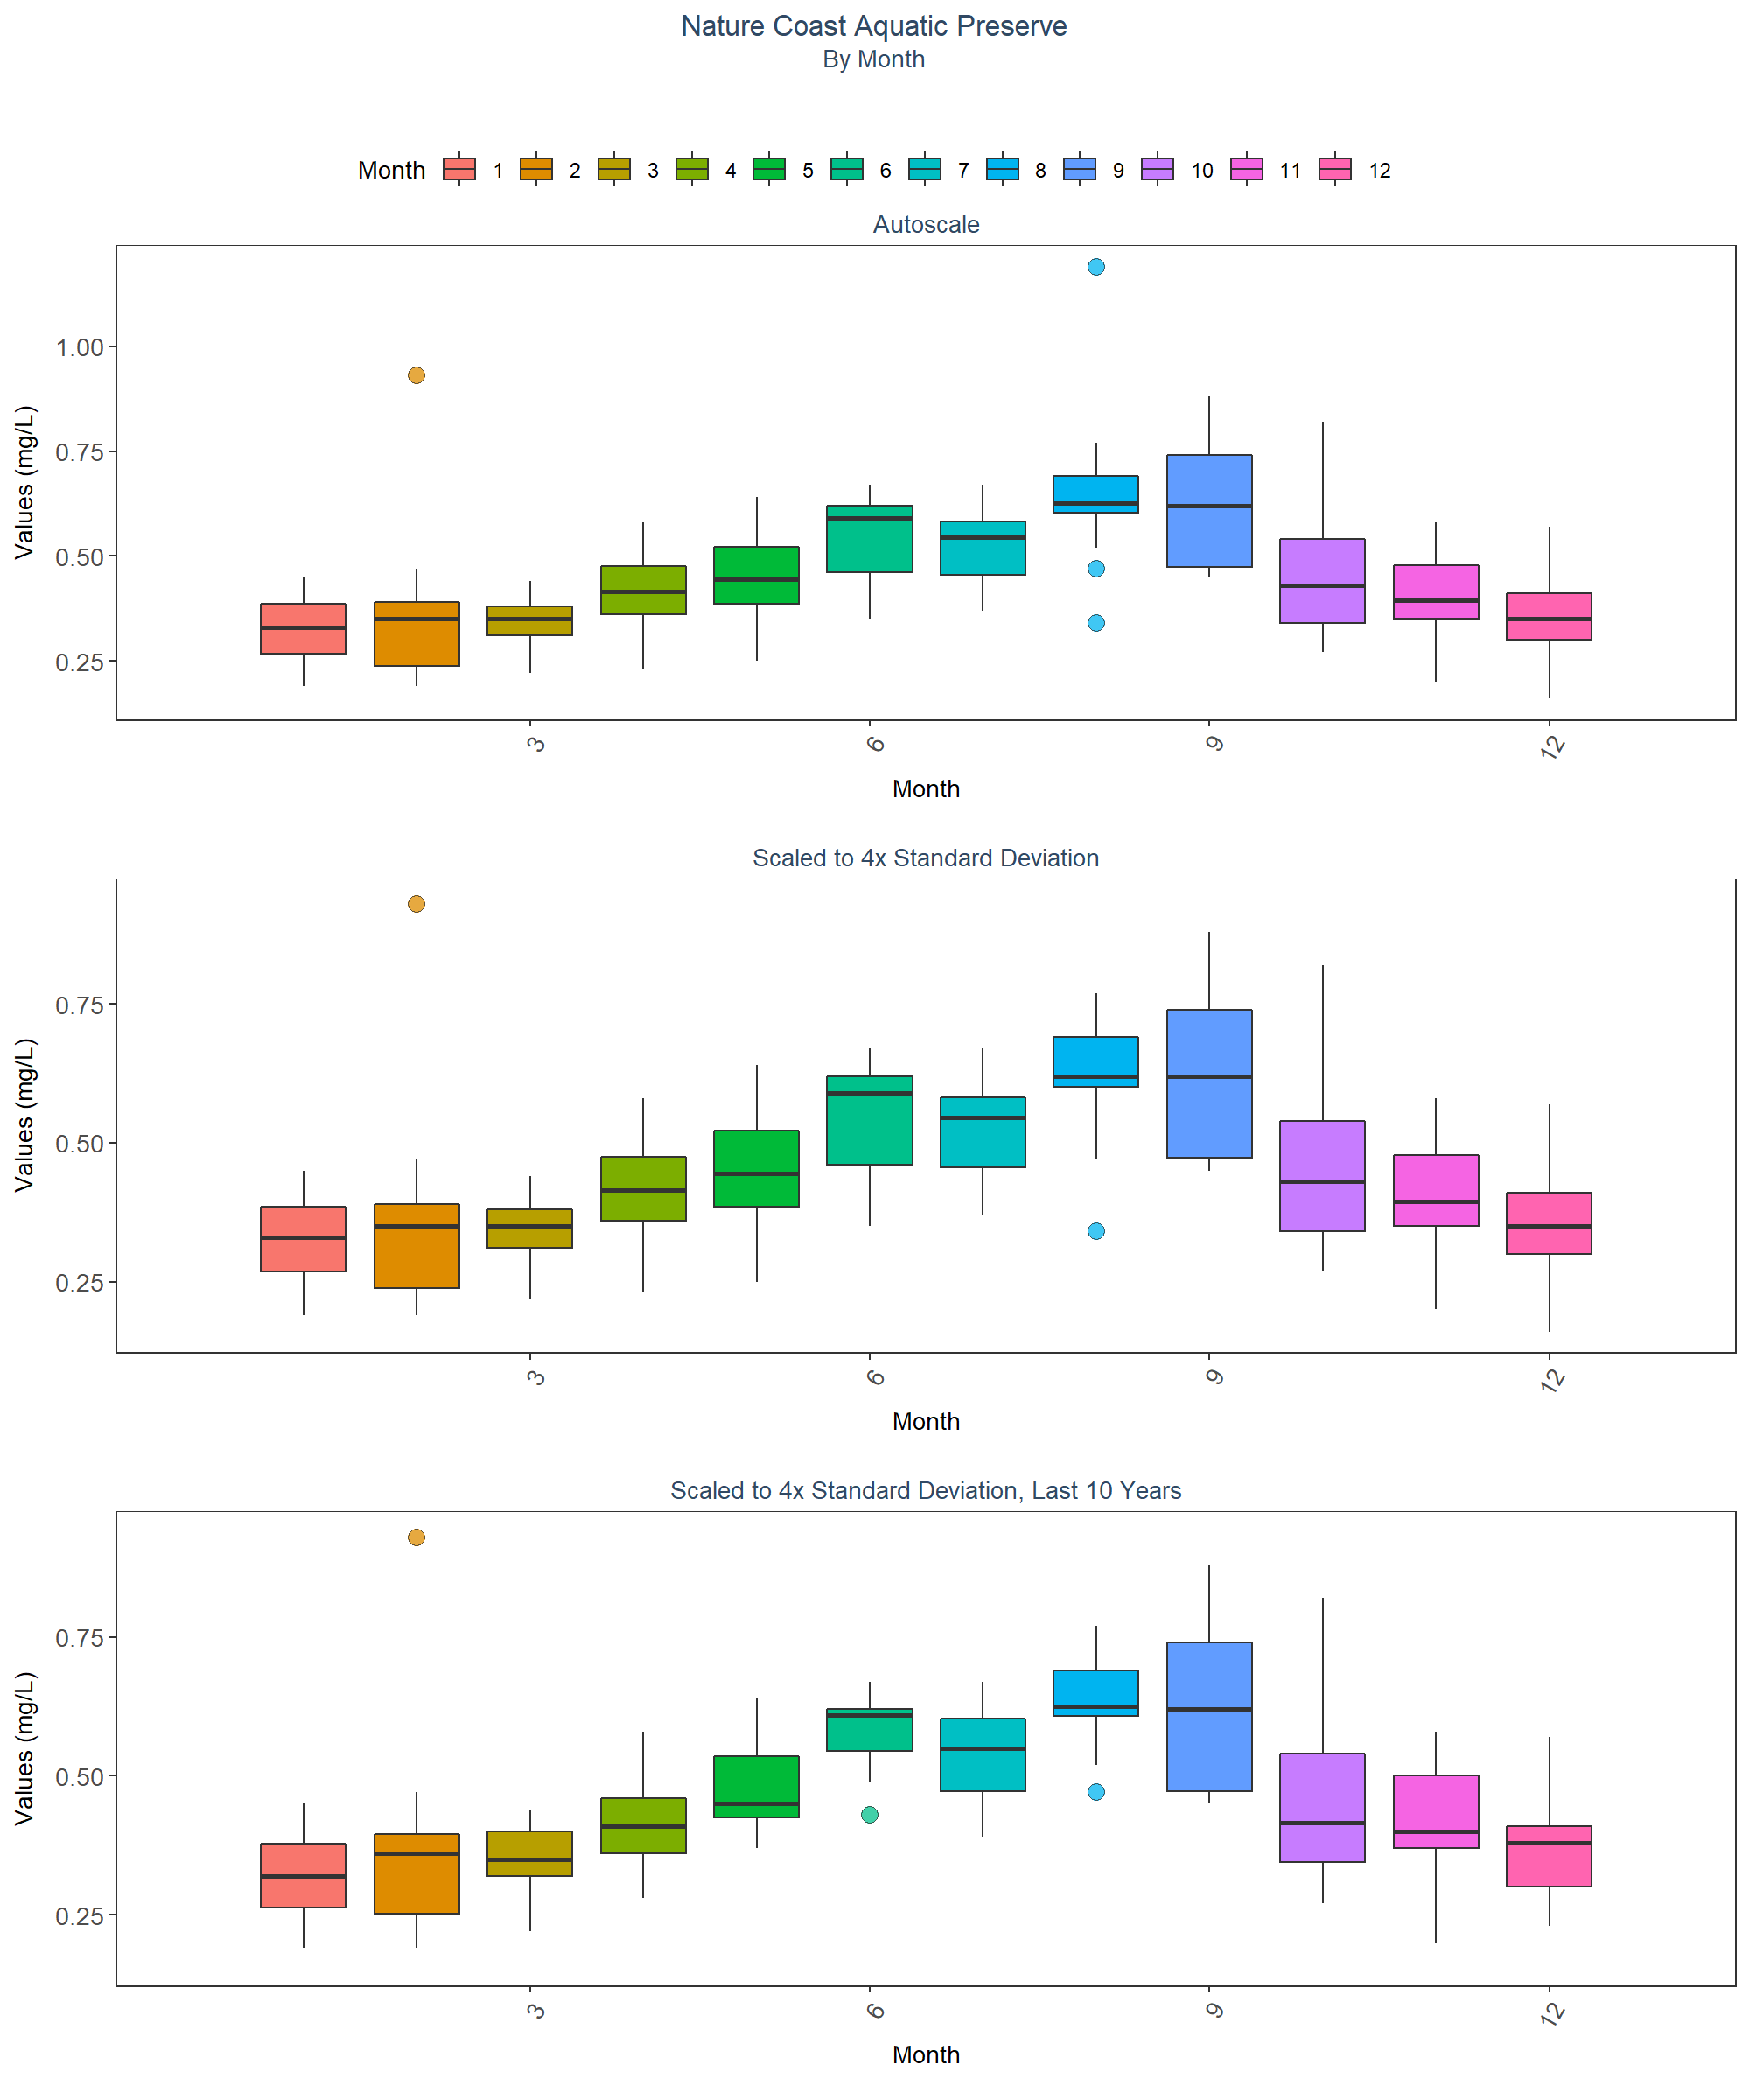 Nature Coast Aquatic Preserve
By Month
Month 1 2 3 4 5 6 7 8 9 10 11 12
Autoscale
Values (mg/L)
1.00
0.75
0.50
0.25
3 6 9 12
Month
Scaled to 4x Standard Deviation
Values (mg/L)
0.75
0.50
0.25
3 6 9 12
Month
Scaled to 4x Standard Deviation, Last 10 Years
Values (mg/L)
0.75
0.50
0.25
3 6 9 12
Month